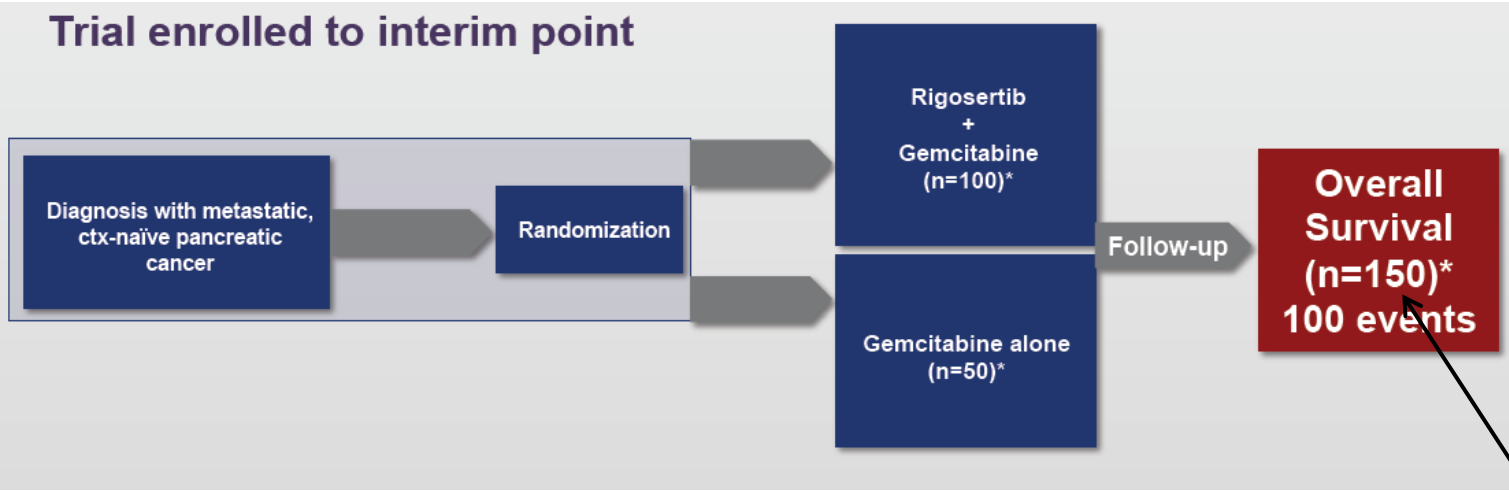 Trial enrolled to interim point
Diagnosis with metastatic,
ctx-naïve pancreatic
cancer
Randomization
Rigosertib
+
Gemcitabine
(n=100)*
Gemcitabine alone
(n=50)*
Follow-up
Overall
Survival
(n=150)*
100 events